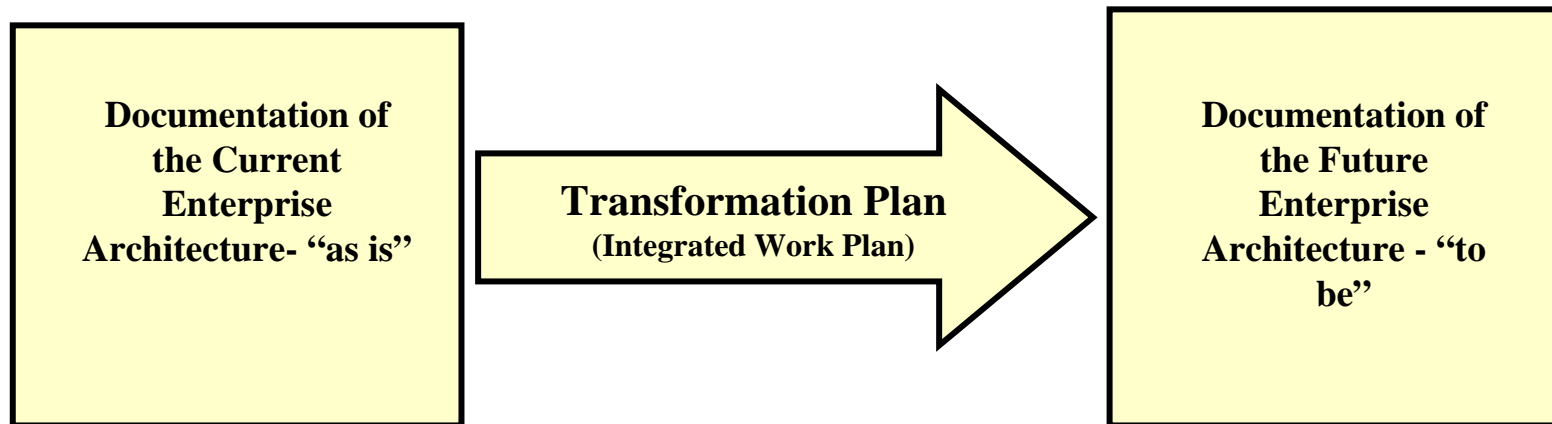 Documentation of
the Current
Enterprise
Architecture- “as is”
Transformation Plan
(Integrated Work Plan)
Documentation of
the Future
Enterprise
Architecture - “to
be”